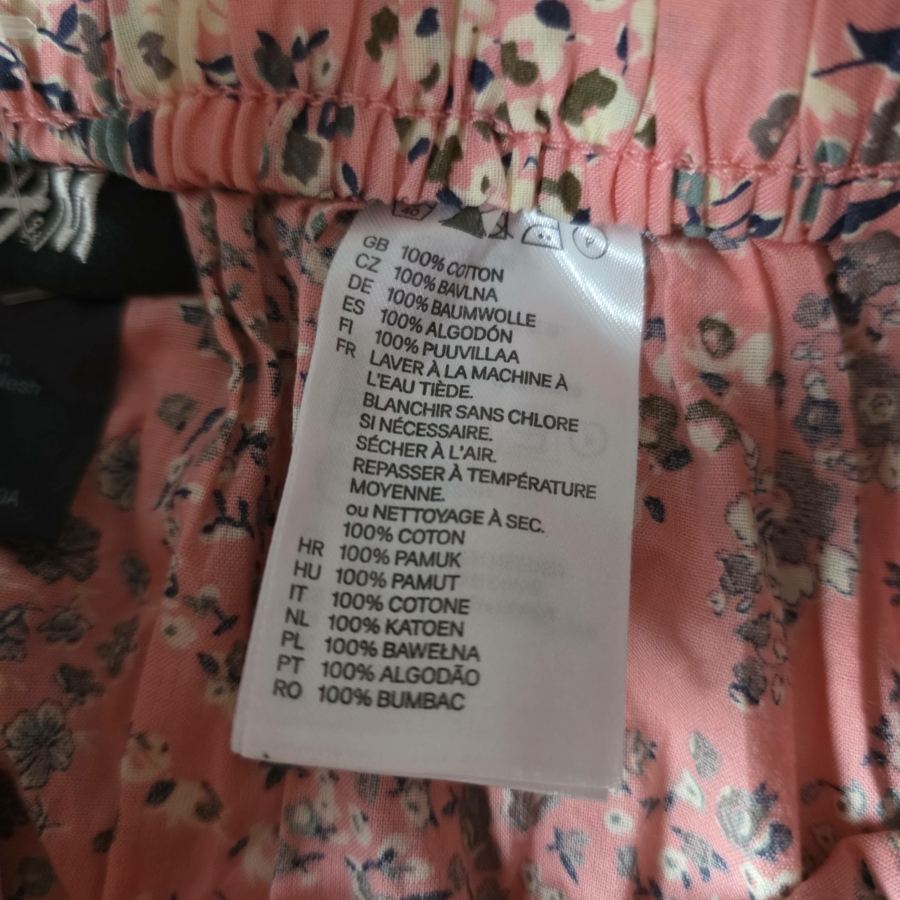 40
P
GB 100% COTTON
CZ 100% BAVLNA
DE 100% BAUMWOLLE
ES 100% ALGODÓN
FI 100% PUUVILLAA
FR LAVER À LA MACHINE À
L'EAU TIÈDE.
BLANCHIR SANS CHLORE
SI NÉCESSAIRE.
SÉCHER À L'AIR.
REPASSER À TEMPÉRATURE
MOYENNE.
ou NETTOYAGE À SEC.
100% COTON
HR 100% PAMUK
HU 100% PAMUT
IT 100% COTONE
NL 100% KATOEN
PL 100% BAWEŁNA
PT 100% ALGODÃO
RO 100% BUMBAC